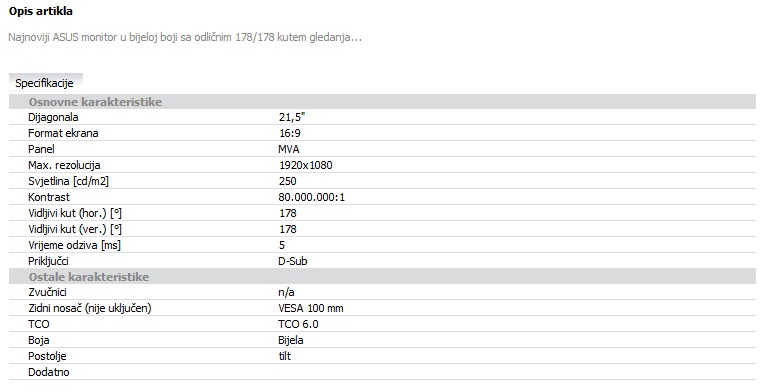 Opis artikla
Najnoviji ASUS monitor u bijeloj boji sa odličnim 178/178 kutem gledanja...
Specifikacije
Osnovne karakteristike
Dijagonala 21,5"
Format ekrana 16:9
Panel MVA
Max. rezolucija 1920x1080
Svjetlina [cd/m2] 250
Kontrast 80.000.000:1
Vidljivi kut (hor.) [°] 178
Vidljivi kut (ver.) [°] 178
Vrijeme odziva [ms] 5
Priključci D-Sub
Ostale karakteristike
Zvučnici n/a
Zidni nosač (nije uključen) VESA 100 mm
TCO TCO 6.0
Boja Bijela
Postolje tilt
Dodatno